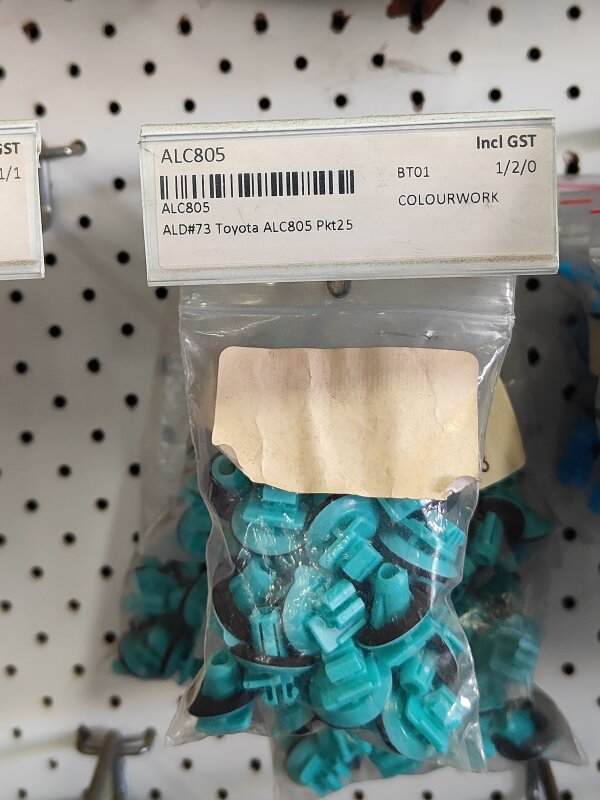 GST
1/1
ALC805
Incl GST
BT01
1/2/0
ALC805
COLOURWORK
ALD#73 Toyota ALC805 Pkt25